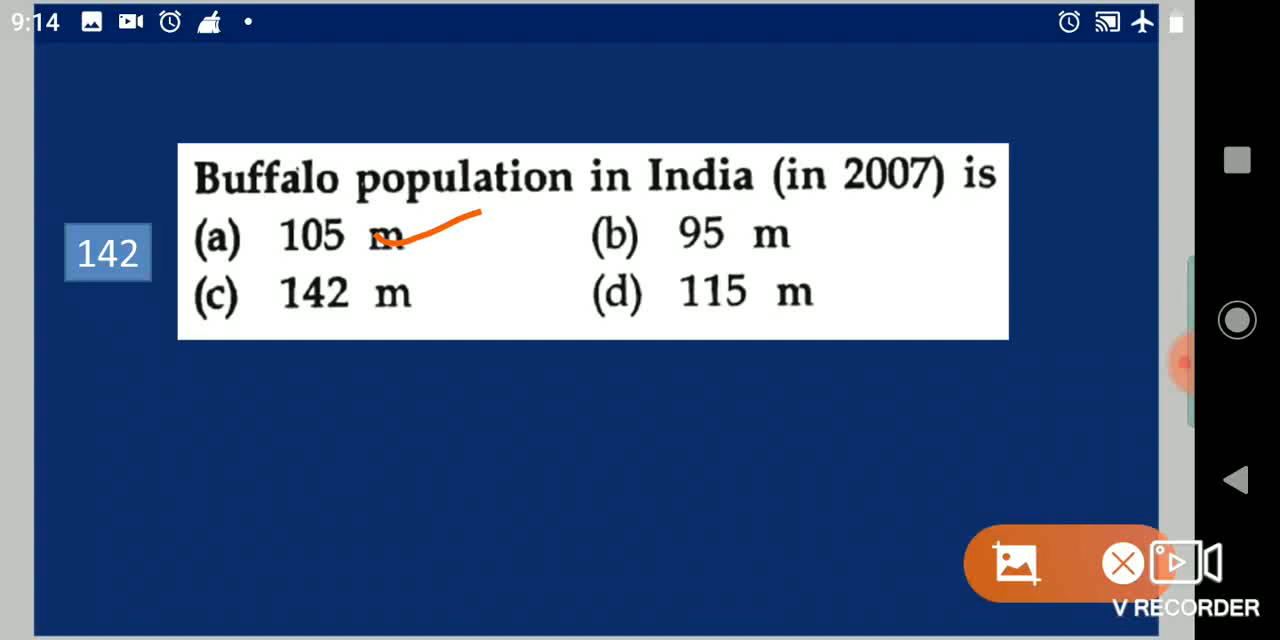 9:14
Buffalo population in India (in 2007) is
(a) 105 m (b) 95 m
142
(c) 142 m (d) 115 m
V RECORDER